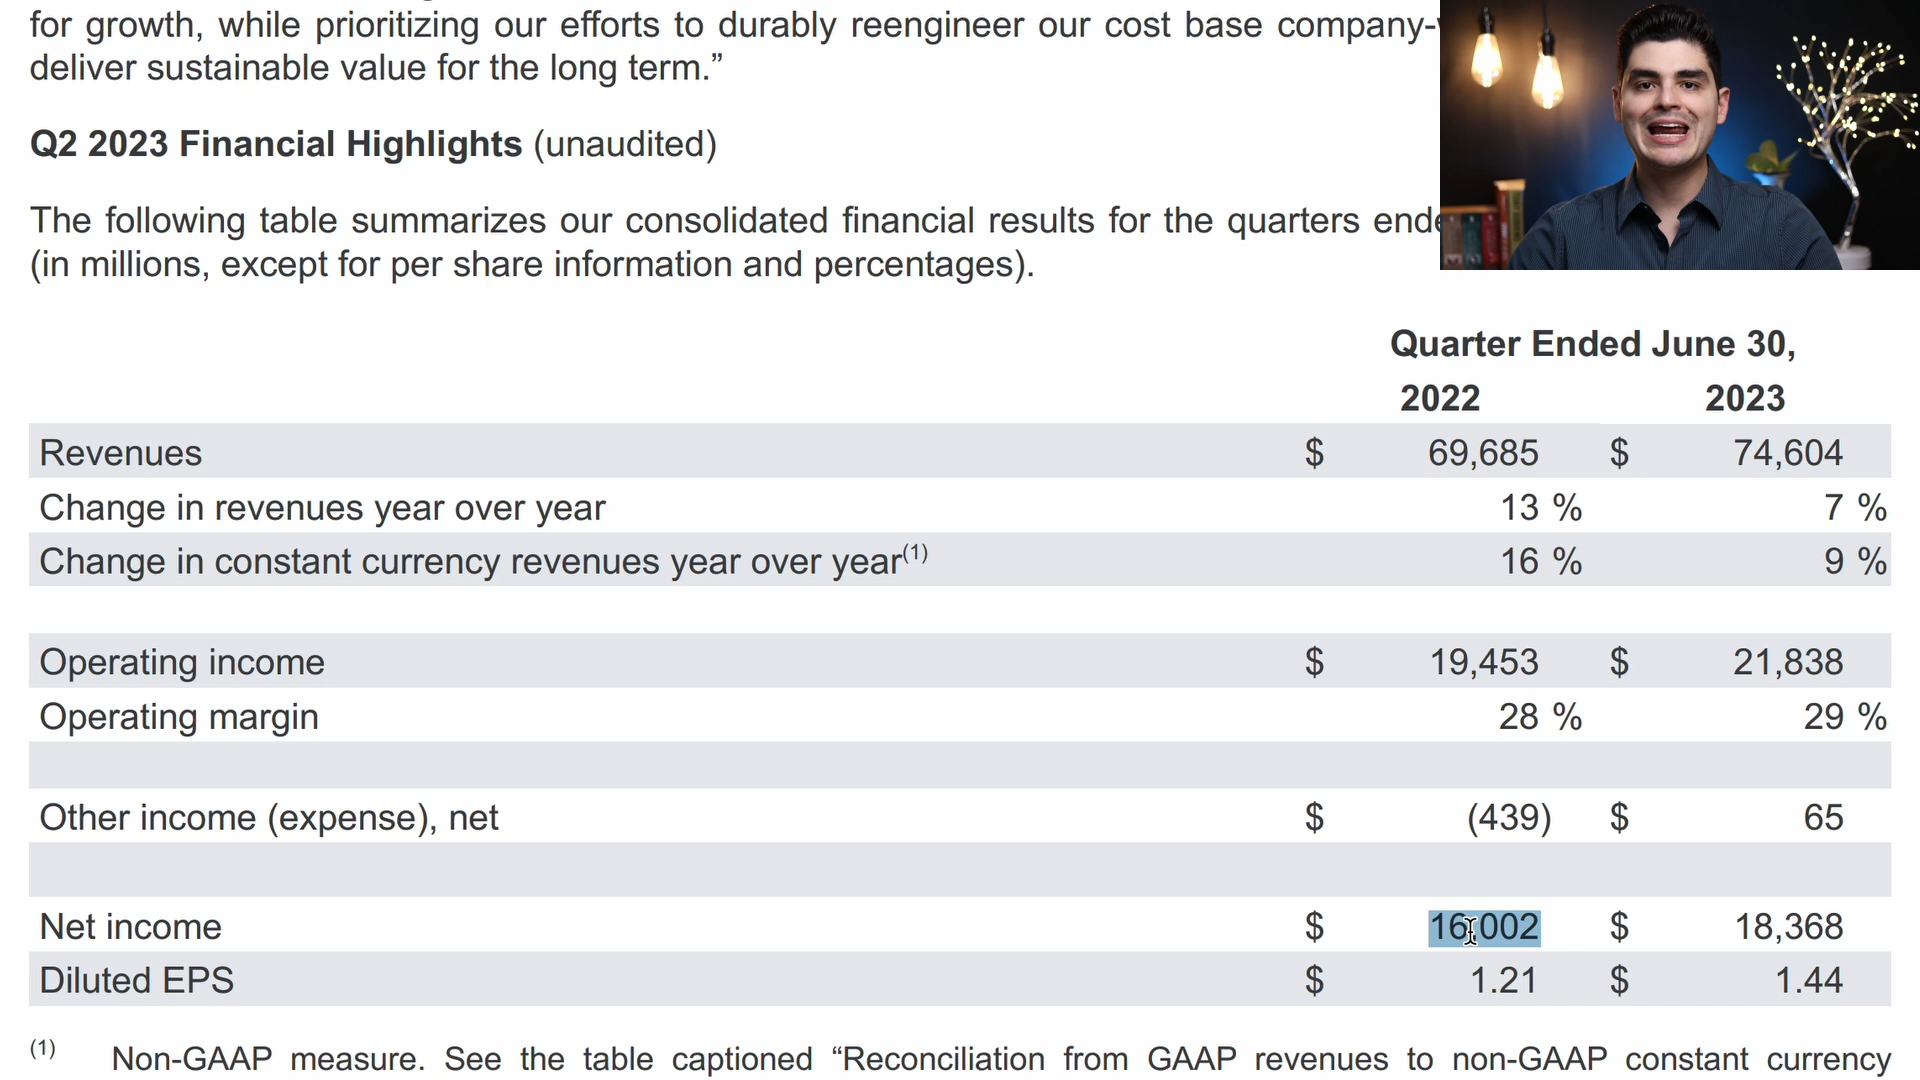 for growth, while prioritizing our efforts to durably reengineer our cost base company-
deliver sustainable value for the long term.”
Q2 2023 Financial Highlights (unaudited)
The following table summarizes our consolidated financial results for the quarters
(in millions, except for per share information and percentages).
Quarter Ended June 30,
2022 2023
Revenues $ 69,685 $ 74,604
Change in revenues year over year 13 % 7 %
Change in constant currency revenues year over year(1) 16 % 9 %
Operating income $ 19,453 $ 21,838
Operating margin 28 % 29 %
Other income (expense), net $ (439) $ 65
Net income $ 16,002 $ 18,368
Diluted EPS $ 1.21 $ 1.44
(1) Non-GAAP measure. See the table captioned “Reconciliation from GAAP revenues to non-GAAP constant currency